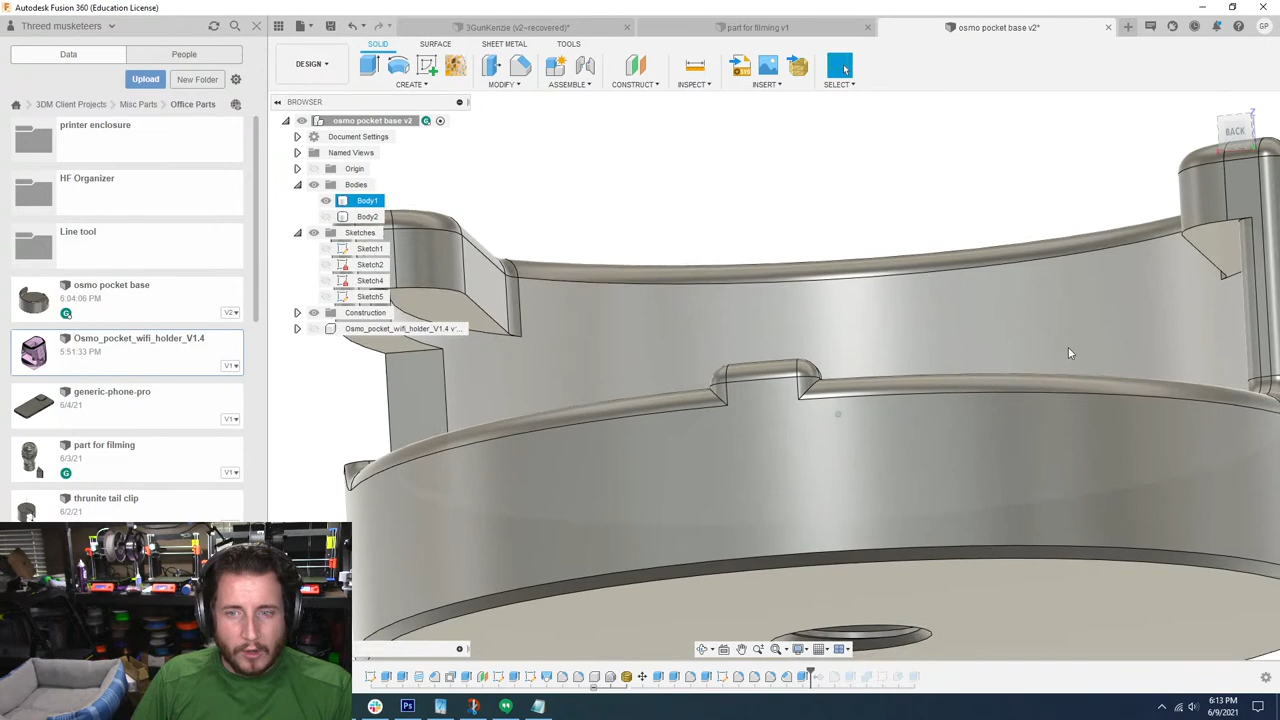 Autodesk Fusion 360 (Education License)
Threed musketeers
3GunKenzie (v2~recovered)*
part for filming v1
osmo pocket base v2*
GP
Data
People
SOLID
SURFACE
SHEET METAL
TOOLS
Upload
New Folder
DESIGN
CREATE
MODIFY
ASSEMBLE
CONSTRUCT
INSPECT
INSERT
SELECT
3DM Client Projects
Misc Parts
Office Parts
BROWSER
printer enclosure
osmo pocket base v2
BACK
Z
Document Settings
Named Views
Origin
HF Organizer
Bodies
Body1
Body2
Line tool
Sketches
Sketch1
Sketch2
Sketch4
Sketch5
osmo pocket base
6:04:06 PM
V2
Construction
Osmo_pocket_wifi_holder_V1.4 v...
Osmo_pocket_wifi_holder_V1.4
5:51:33 PM
V1
generic-phone-pro
6/4/21
V1
part for filming
6/3/21
V1
thrunite tail clip
6/2/21
V1
6:13 PM
6/9/2021